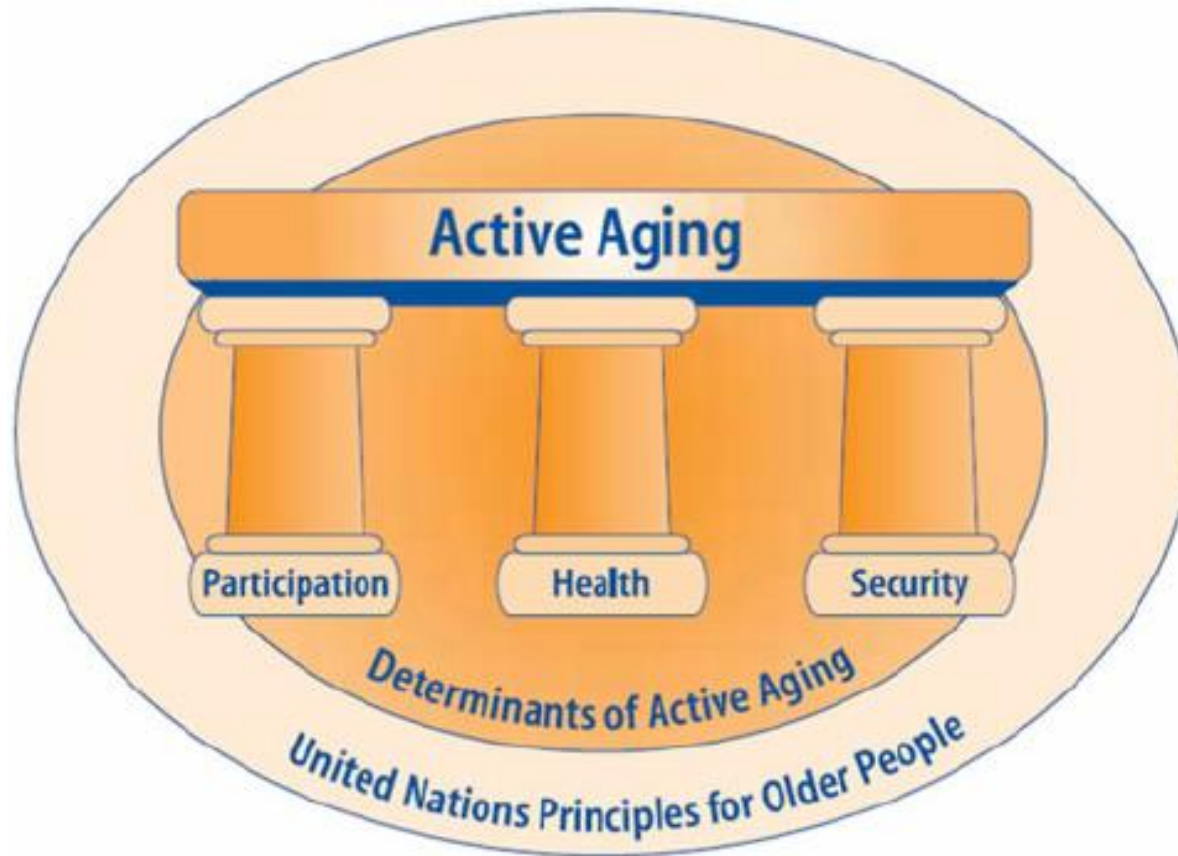 Active Aging
Participation
Health
Security
Determinants of Active Aging
United Nations Principles for Older People